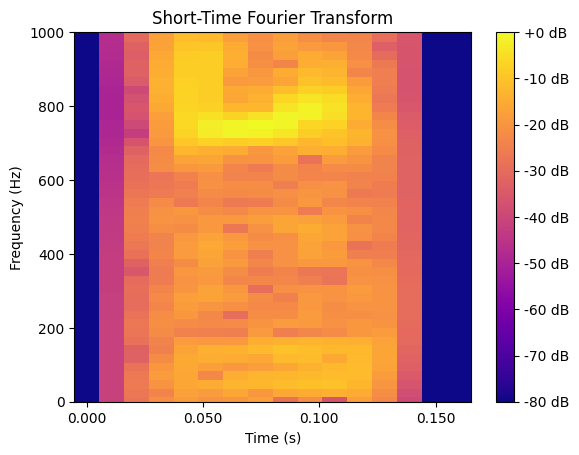 Short-Time Fourier Transform
1000
800
600
400
200
0
Frequency (Hz)
0.000
0.050
0.100
0.150
Time (s)
+0 dB
-10 dB
-20 dB
-30 dB
-40 dB
-50 dB
-60 dB
-70 dB
-80 dB